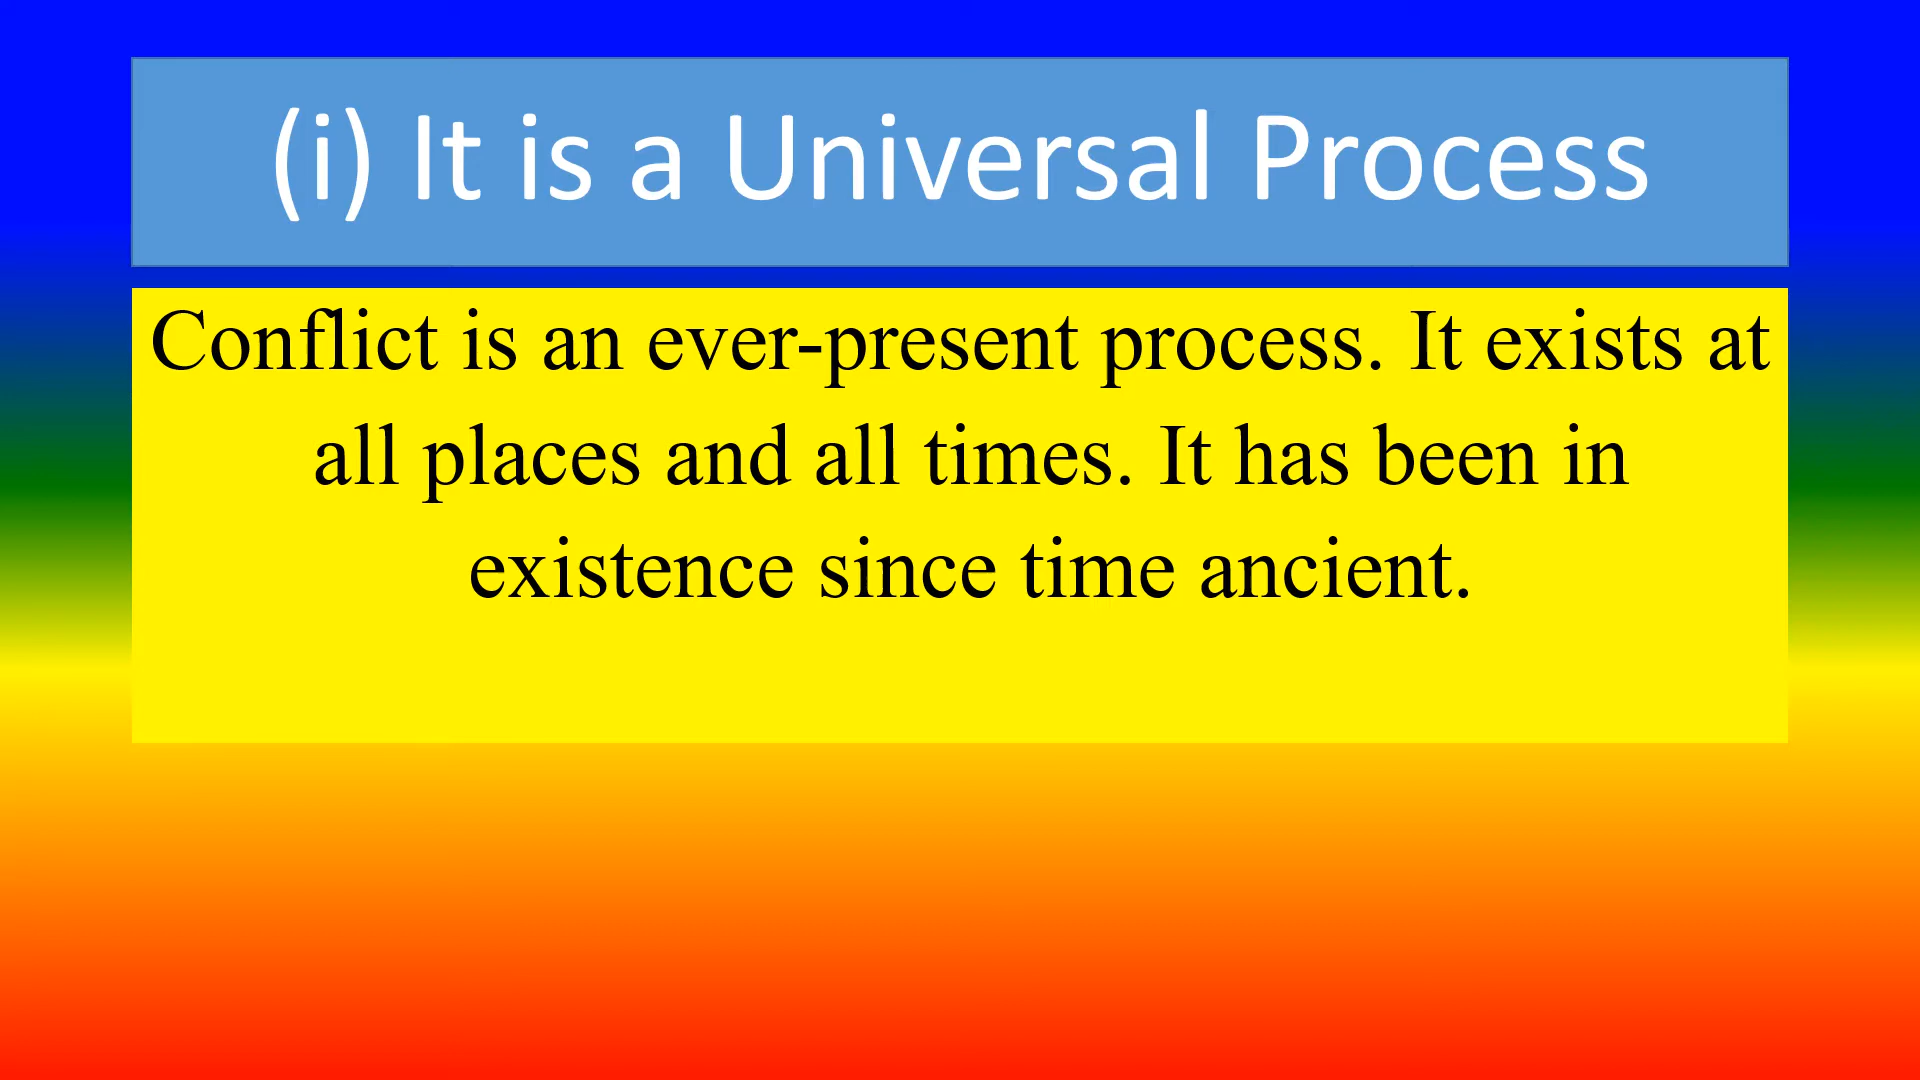 (i) It is a Universal Process
Conflict is an ever-present process. It exists at
all places and all times. It has been in
existence since time ancient.